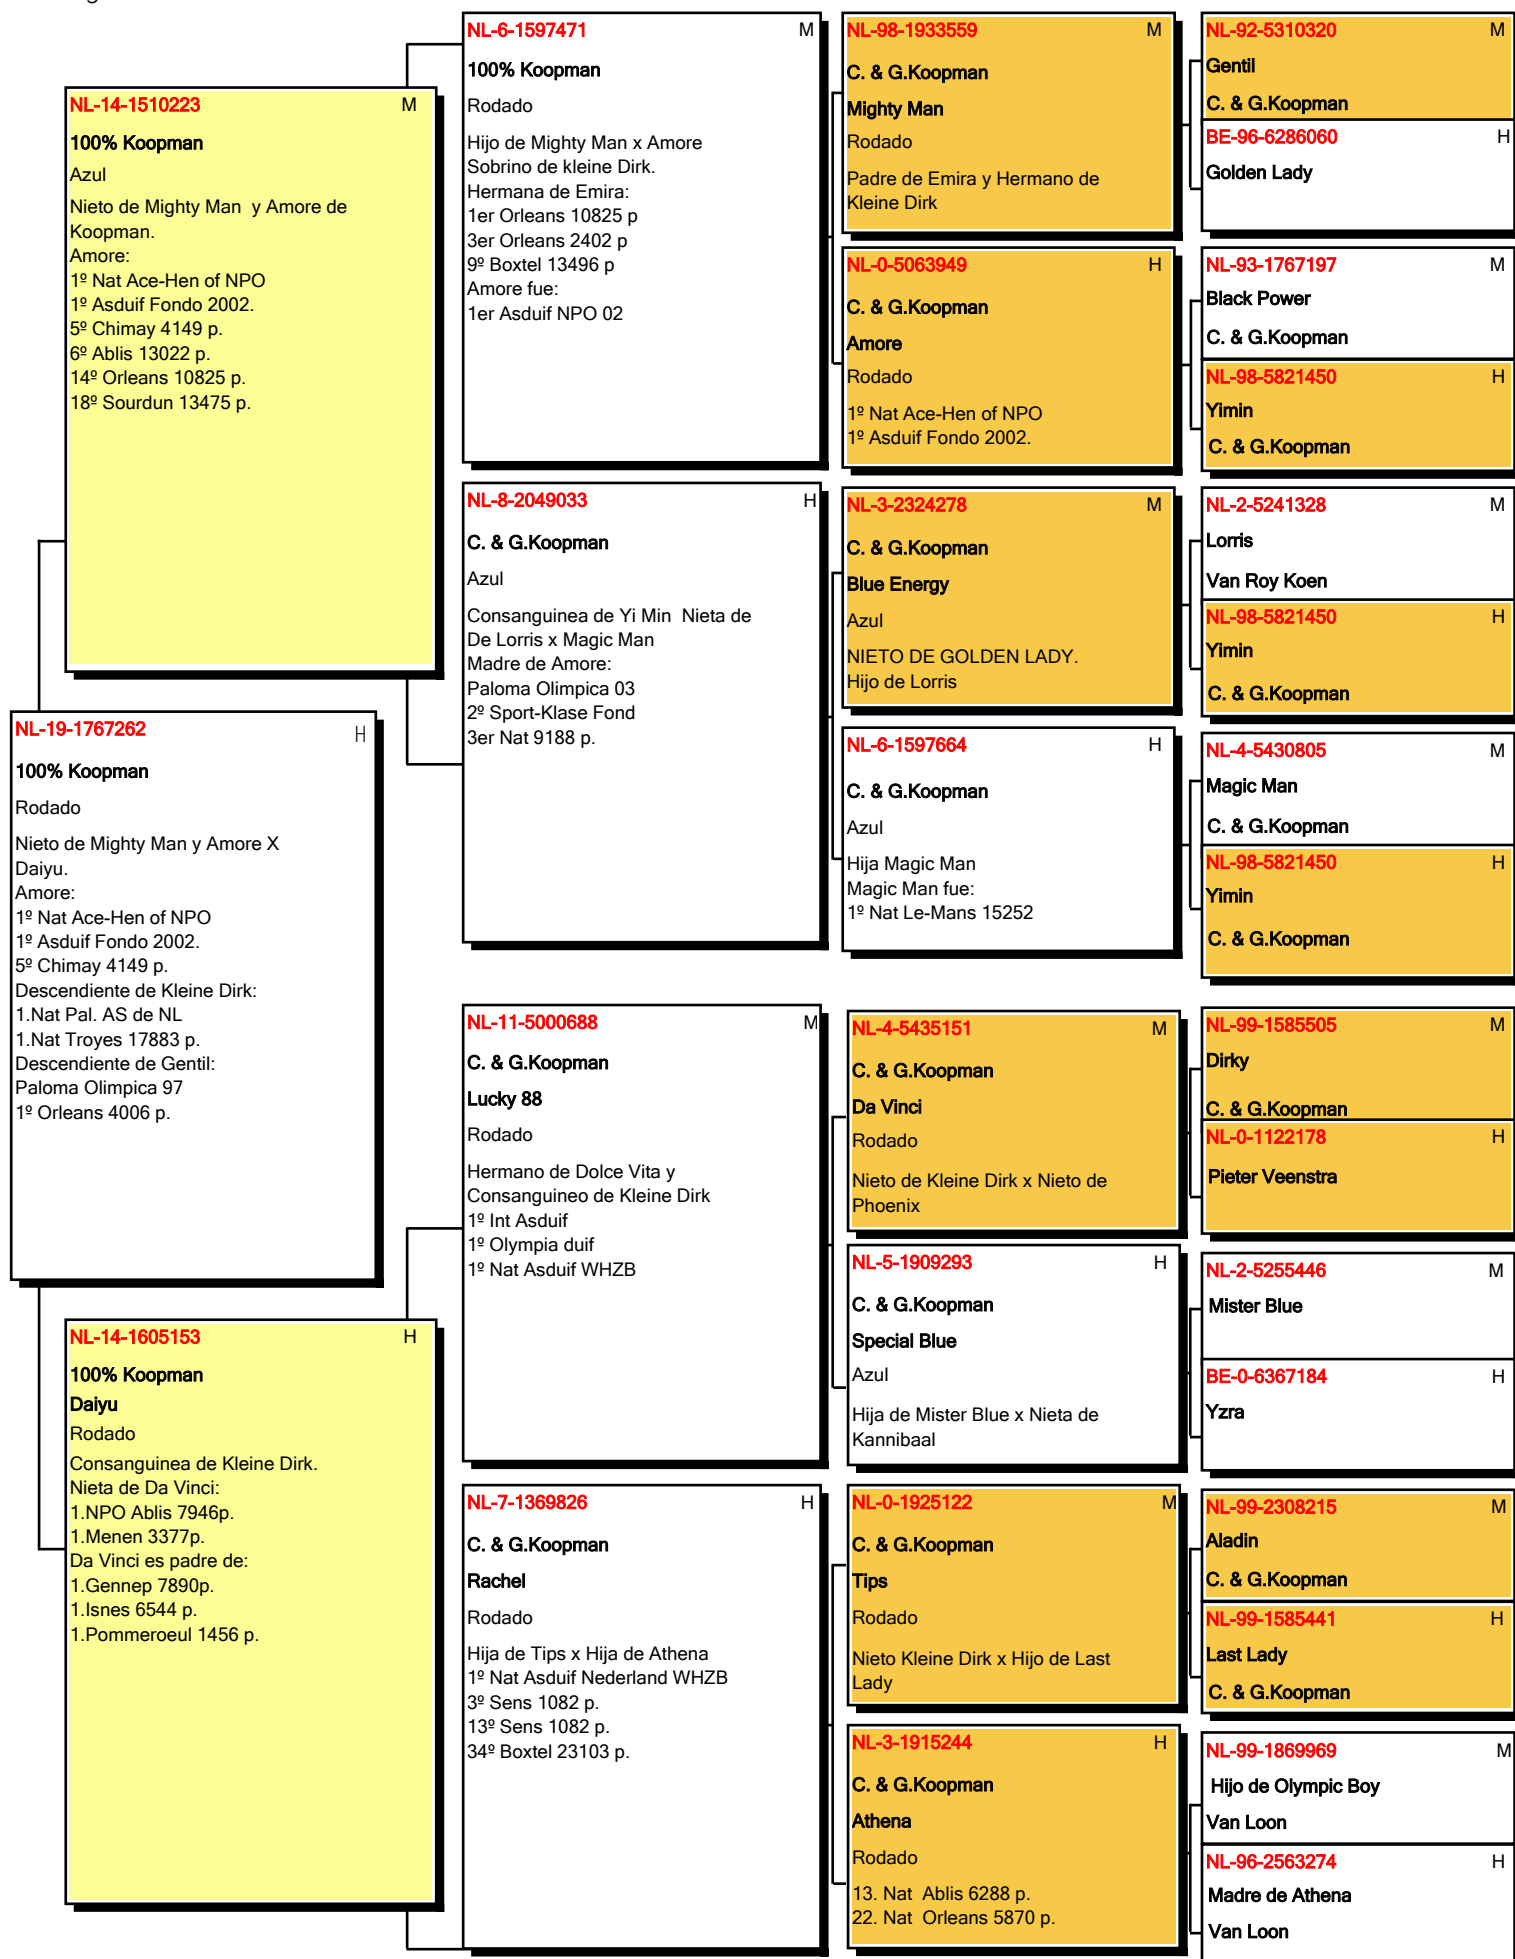 NL-14-1510223 M
100% Koopman
Azul
Nieto de Mighty Man y Amore de
Koopman.
Amore:
1º Nat Ace-Hen of NPO
1º Asduif Fondo 2002.
5º Chimay 4149 p.
6º Ablis 13022 p.
14º Orleans 10825 p.
18º Sourdun 13475 p.
NL-19-1767262 H
100% Koopman
Rodado
Nieto de Mighty Man y Amore X
Daiyu.
Amore:
1º Nat Ace-Hen of NPO
1º Asduif Fondo 2002.
5º Chimay 4149 p.
Descendiente de Kleine Dirk:
1.Nat Pal. AS de NL
1.Nat Troyes 17883 p.
Descendiente de Gentil:
Paloma Olimpica 97
1º Orleans 4006 p.
NL-14-1605153 H
100% Koopman
Daiyu
Rodado
Consanguinea de Kleine Dirk.
Nieta de Da Vinci:
1.NPO Ablis 7946p.
1.Menen 3377p.
Da Vinci es padre de:
1.Gennep 7890p.
1.Isnes 6544 p.
1.Pommeroeul 1456 p.
NL-6-1597471 M
100% Koopman
Rodado
Hijo de Mighty Man x Amore
Sobrino de kleine Dirk.
Hermana de Emira:
1er Orleans 10825 p
3er Orleans 2402 p
9º Boxtel 13496 p
Amore fue:
1er Asduif NPO 02
NL-8-2049033 H
C. & G.Koopman
Azul
Consanguinea de Yi Min Nieta de
De Lorris x Magic Man
Madre de Amore:
Paloma Olimpica 03
2º Sport-Klase Fond
3er Nat 9188 p.
NL-11-5000688 M
C. & G.Koopman
Lucky 88
Rodado
Hermano de Dolce Vita y
Consanguineo de Kleine Dirk
1º Int Asduif
1º Olympia duif
1º Nat Asduif WHZB
NL-7-1369826 H
C. & G.Koopman
Rachel
Rodado
Hija de Tips x Hija de Athena
1º Nat Asduif Nederland WHZB
3º Sens 1082 p.
13º Sens 1082 p.
34º Boxtel 23103 p.
NL-98-1933559 M
C. & G.Koopman
Mighty Man
Rodado
Padre de Emira y Hermano de
Kleine Dirk
NL-0-5063949 H
C. & G.Koopman
Amore
Rodado
1º Nat Ace-Hen of NPO
1º Asduif Fondo 2002.
NL-3-2324278 M
C. & G.Koopman
Blue Energy
Azul
NIETO DE GOLDEN LADY.
Hijo de Lorris
NL-6-1597664 H
C. & G.Koopman
Azul
Hija Magic Man
Magic Man fue:
1º Nat Le-Mans 15252
NL-4-5435151 M
C. & G.Koopman
Da Vinci
Rodado
Nieto de Kleine Dirk x Nieto de
Phoenix
NL-5-1909293 H
C. & G.Koopman
Special Blue
Azul
Hija de Mister Blue x Nieta de
Kannibaal
NL-0-1925122 M
C. & G.Koopman
Tips
Rodado
Nieto Kleine Dirk x Hijo de Last
Lady
NL-3-1915244 H
C. & G.Koopman
Athena
Rodado
13. Nat Ablis 6288 p.
22. Nat Orleans 5870 p.
NL-92-5310320 M
Gentil
C. & G.Koopman
BE-96-6286060 H
Golden Lady
NL-93-1767197 M
Black Power
C. & G.Koopman
NL-98-5821450 H
Yimin
C. & G.Koopman
NL-2-5241328 M
Lorris
Van Roy Koen
NL-98-5821450 H
Yimin
C. & G.Koopman
NL-4-5430805 M
Magic Man
C. & G.Koopman
NL-98-5821450 H
Yimin
C. & G.Koopman
NL-99-1585505 M
Dirky
C. & G.Koopman
NL-0-1122178 H
Pieter Veenstra
NL-2-5255446 M
Mister Blue
BE-0-6367184 H
Yzra
NL-99-2308215 M
Aladin
C. & G.Koopman
NL-99-1585441 H
Last Lady
C. & G.Koopman
NL-99-1869969 M
Hijo de Olympic Boy
Van Loon
NL-96-2563274 H
Madre de Athena
Van Loon